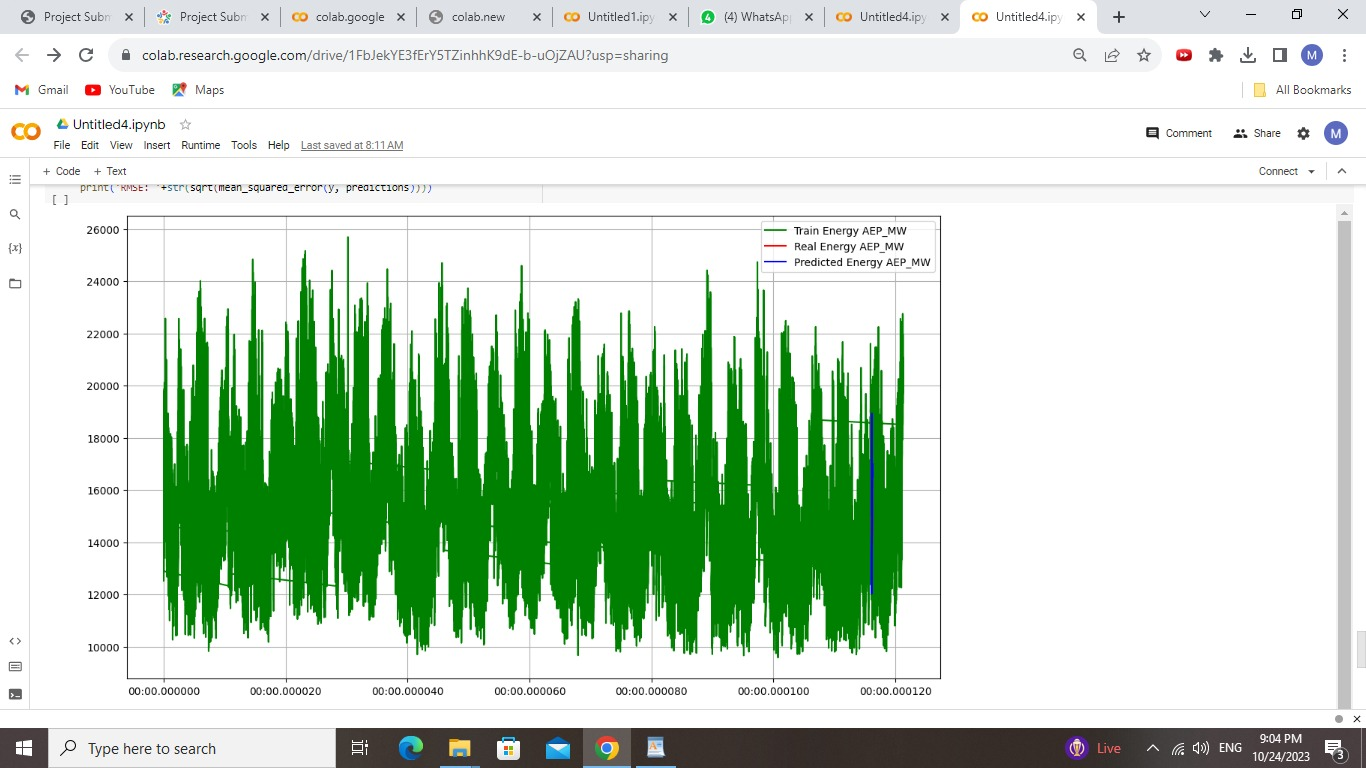 Project Subm
Project Subm
colab.google
colab.new
Untitled1.ipy
(4) WhatsAp
Untitled4.ipy
Untitled4.ipy
colab.research.google.com/drive/1FbJekYE3fErY5TZinhhK9dE-b-uOjZAU?usp=sharing
M
Gmail
YouTube
Maps
All Bookmarks
CO
Untitled4.ipynb
File Edit View Insert Runtime Tools Help Last saved at 8:11 AM
Comment
Share
M
+ Code + Text
Connect
print('RMSE: '+str(sqrt(mean_squared_error(y, predictions))))
[ ]
{x}
Train Energy AEP_MW
Real Energy AEP_MW
Predicted Energy AEP_MW
26000
24000
22000
20000
18000
16000
14000
12000
10000
00:00.000000 00:00.000020 00:00.000040 00:00.000060 00:00.000080 00:00.000100 00:00.000120
Type here to search
Live
ENG
9:04 PM
10/24/2023
3